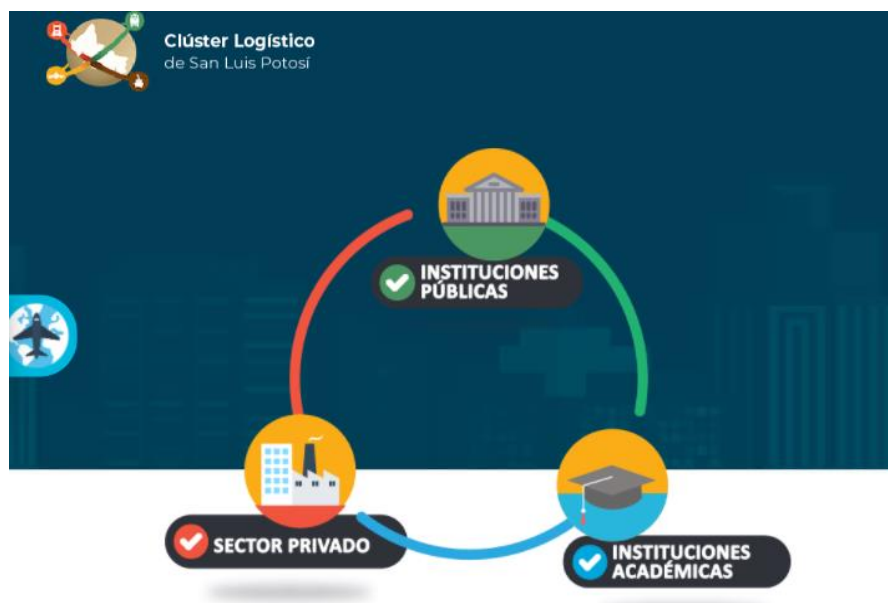 Clúster Logístico
de San Luis Potosí
INSTITUCIONES
PÚBLICAS
SECTOR PRIVADO
INSTITUCIONES
ACADÉMICAS